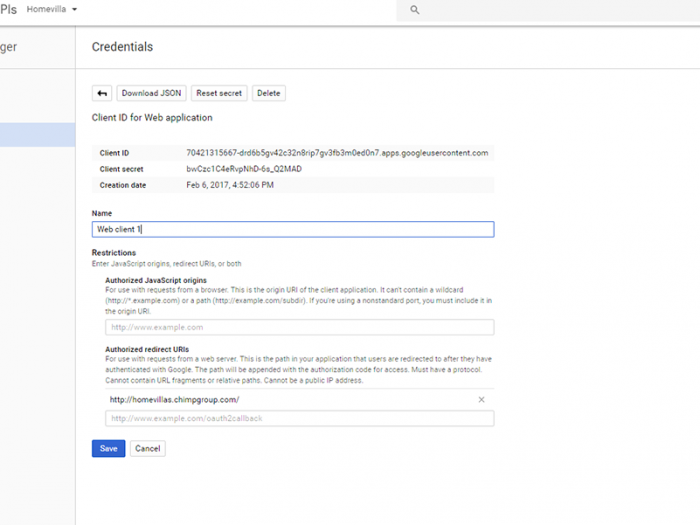 PIs Homevilla
ger
Credentials
Download JSON Reset secret Delete
Client ID for Web application
Client ID 70421315667-drd6b5gv42c32n8rip7gv3fb3m0ed0n7.apps.googleusercontent.com
Client secret bwCzc1C4eRvpNhD-6s_Q2MAD
Creation date Feb 6, 2017, 4:52:06 PM
Name
Web client 1
Restrictions
Enter JavaScript origins, redirect URIs, or both
Authorized JavaScript origins
For use with requests from a browser. This is the origin URI of the client application. It can't contain a wildcard
(http://*.example.com) or a path (http://example.com/subdir). If you're using a nonstandard port, you must include it in
the origin URI.
http://www.example.com
Authorized redirect URIs
For use with requests from a web server. This is the path in your application that users are redirected to after they have
authenticated with Google. The path will be appended with the authorization code for access. Must have a protocol.
Cannot contain URL fragments or relative paths. Cannot be a public IP address.
http://homevillas.chimpgroup.com/
http://www.example.com/oauth2callback
Save Cancel